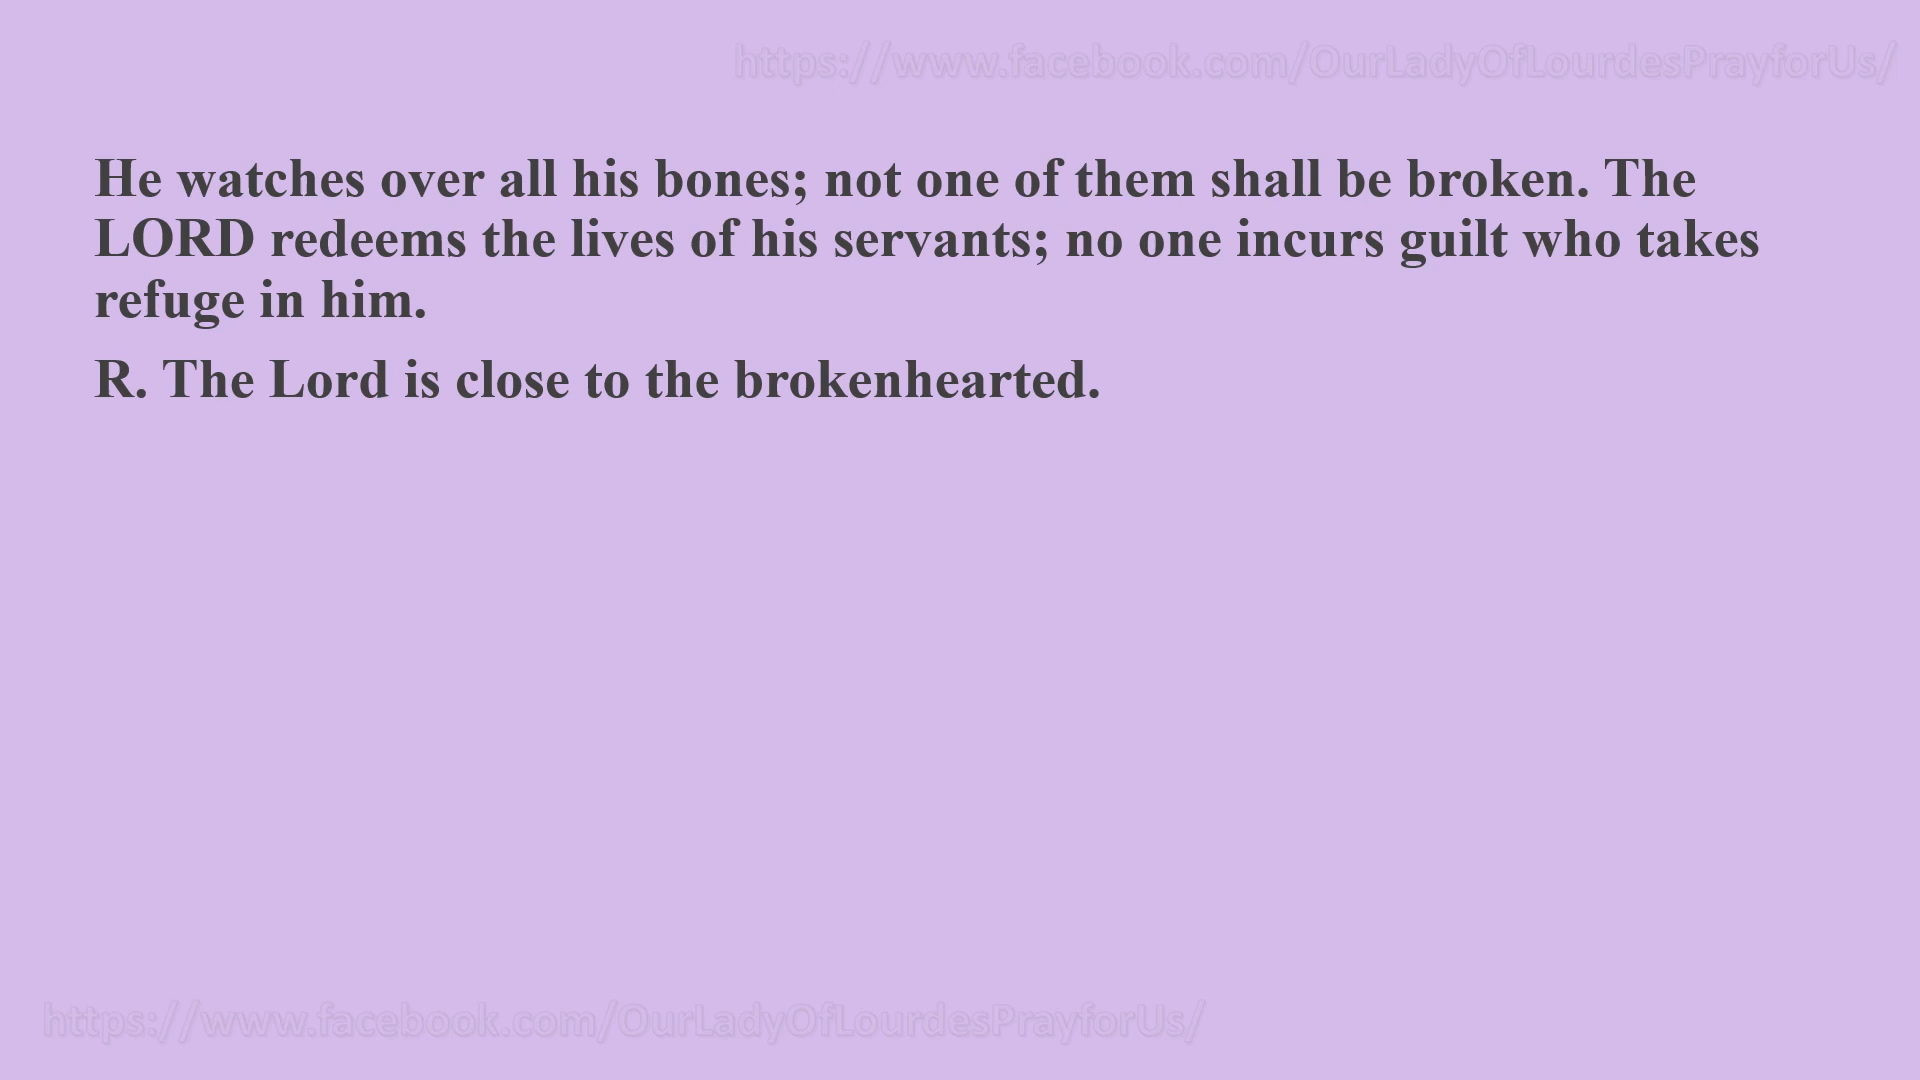 https://www.facebook.com/OurLadyOfLourdesPrayforUs/
He watches over all his bones; not one of them shall be broken. The
LORD redeems the lives of his servants; no one incurs guilt who takes
refuge in him.
R. The Lord is close to the brokenhearted.
https://www.facebook.com/OurLadyOfLourdesPrayforUs/